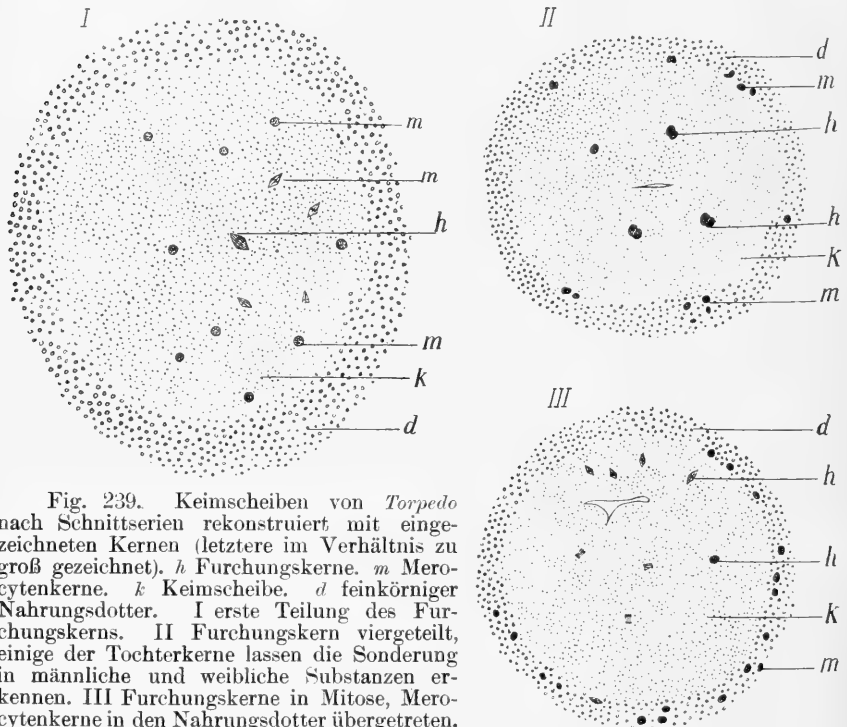 I
m
m
h
m
k
d
II
d
m
h
h
k
m
III
d
h
h
k
m
Fig. 239. Keimscheiben von Torpedo
nach Schnittserien rekonstruiert mit einge-
zeichneten Kernen (letztere im Verhältnis zu
groß gezeichnet). h Furchungskerne. m Mero-
cytenkerne. k Keimscheibe. d feinkörniger
Nahrungsdotter. I erste Teilung des Fur-
chungskerns. II Furchungskern viergeteilt,
einige der Tochterkerne lassen die Sonderung
in männliche und weibliche Substanzen er-
kennen. III Furchungskerne in Mitose, Mero-
cytenkerne in den Nahrungsdotter übergetreten.